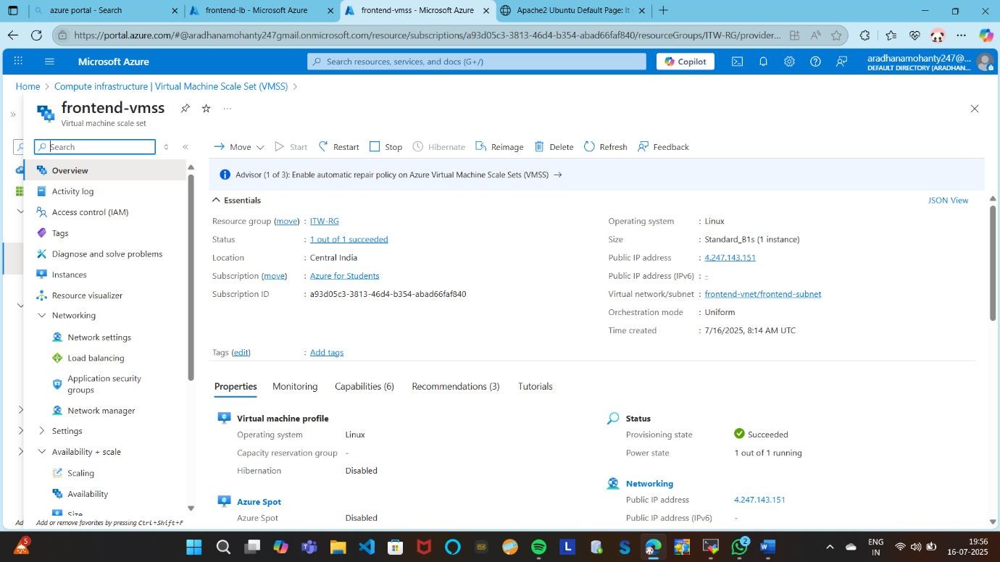 azure portal - Search
frontend-lb - Microsoft Azure
frontend-vmss - Microsoft Azure
Apache2 Ubuntu Default Page: It
https://portal.azure.com/#@aradhanamohanty247gmail.onmicrosoft.com/resource/subscriptions/a93d05c3-3813-46d4-b354-abad66faf840/resourceGroups/ITW-RG/provider...
Microsoft Azure
Search resources, services, and docs (G+/)
Copilot
aradhanamohanty247@...
DEFAULT DIRECTORY (ARADHAN...
Home > Compute infrastructure | Virtual Machine Scale Set (VMSS) >
frontend-vmss
Virtual machine scale set
Search
Move
Start
Restart
Stop
Hibernate
Reimage
Delete
Refresh
Feedback
Overview
Activity log
Access control (IAM)
Tags
Diagnose and solve problems
Instances
Resource visualizer
Networking
Network settings
Load balancing
Application security
groups
Network manager
Settings
Availability + scale
Scaling
Availability
Size
Ad
Add or remove favorites by pressing Ctrl+Shift+F
Advisor (1 of 3): Enable automatic repair policy on Azure Virtual Machine Scale Sets (VMSS) →
Essentials
JSON View
Resource group (move) : ITW-RG
Status : 1 out of 1 succeeded
Location : Central India
Subscription (move) : Azure for Students
Subscription ID : a93d05c3-3813-46d4-b354-abad66faf840
Operating system : Linux
Size : Standard_B1s (1 instance)
Public IP address : 4.247.143.151
Public IP address (IPv6) : -
Virtual network/subnet : frontend-vnet/frontend-subnet
Orchestration mode : Uniform
Time created : 7/16/2025, 8:14 AM UTC
Tags (edit) : Add tags
Properties
Monitoring
Capabilities (6)
Recommendations (3)
Tutorials
Virtual machine profile
Operating system Linux
Capacity reservation group -
Hibernation Disabled
Azure Spot
Azure Spot Disabled
Status
Provisioning state Succeeded
Power state 1 out of 1 running
Networking
Public IP address 4.247.143.151
Public IP address (IPv6) -
5
L
2
ENG
IN
19:56
16-07-2025